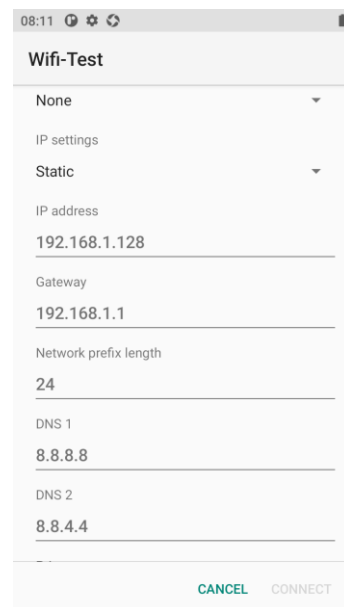 08:11
Wifi-Test
None
IP settings
Static
IP address
192.168.1.128
Gateway
192.168.1.1
Network prefix length
24
DNS 1
8.8.8.8
DNS 2
8.8.4.4
CANCEL CONNECT